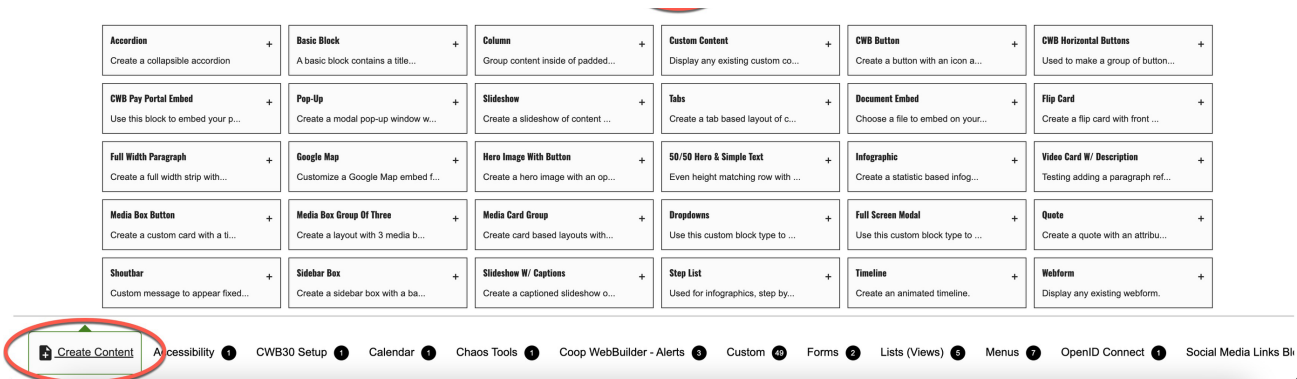 Accordion + Basic Block + Column + Custom Content + CWB Button + CWB Horizontal Buttons +
Create a collapsible accordion A basic block contains a title... Group content inside of padded... Display any existing custom co... Create a button with an icon a... Used to make a group of button...
CWB Pay Portal Embed + Pop-Up + Slideshow + Tabs + Document Embed + Flip Card +
Use this block to embed your p... Create a modal pop-up window w... Create a slideshow of content ... Create a tab based layout of c... Choose a file to embed on your... Create a flip card with front ...
Full Width Paragraph + Google Map + Hero Image With Button + 50/50 Hero & Simple Text + Infographic + Video Card W/ Description +
Create a full width strip with... Customize a Google Map embed f... Create a hero image with an op... Even height matching row with ... Create a statistic based infog... Testing adding a paragraph ref...
Media Box Button + Media Box Group Of Three + Media Card Group + Dropdowns + Full Screen Modal + Quote +
Create a custom card with a ti... Create a layout with 3 media b... Create card based layouts with... Use this custom block type to ... Use this custom block type to ... Create a quote with an attribu...
Shoutbar + Sidebar Box + Slideshow W/ Captions + Step List + Timeline + Webform +
Custom message to appear fixed... Create a sidebar box with a ba... Create a captioned slideshow o... Used for infographics, step by... Create an animated timeline. Display any existing webform.
Create Content Accessibility 1 CWB30 Setup 1 Calendar 1 Chaos Tools 1 Coop WebBuilder - Alerts 3 Custom 49 Forms 2 Lists (Views) 5 Menus 7 OpenID Connect 1 Social Media Links Bl